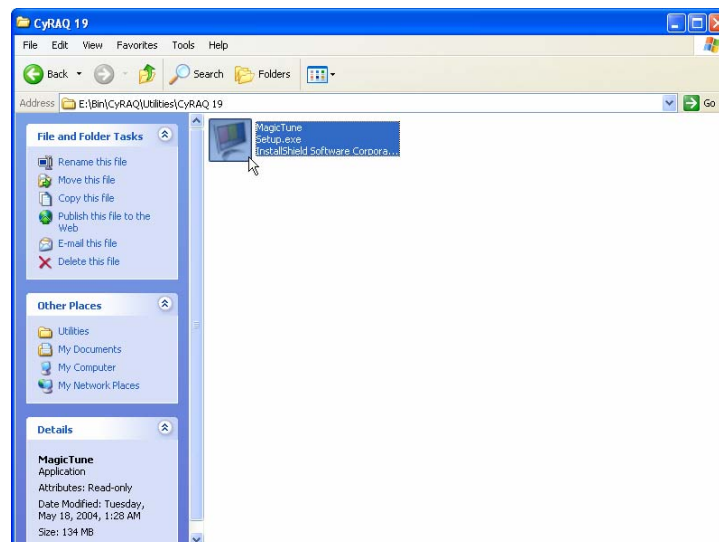 CyRAQ 19
File Edit View Favorites Tools Help
Back Search Folders
Address E:\Bin\CyRAQ\Utilities\CyRAQ 19 Go
File and Folder Tasks
Rename this file
Move this file
Copy this file
Publish this file to the
Web
E-mail this file
Delete this file
Other Places
Utilities
My Documents
My Computer
My Network Places
Details
MagicTune
Application
Attributes: Read-only
Date Modified: Tuesday,
May 18, 2004, 1:28 AM
Size: 134 MB
MagicTune
Setup.exe
InstallShield Software Corpora...